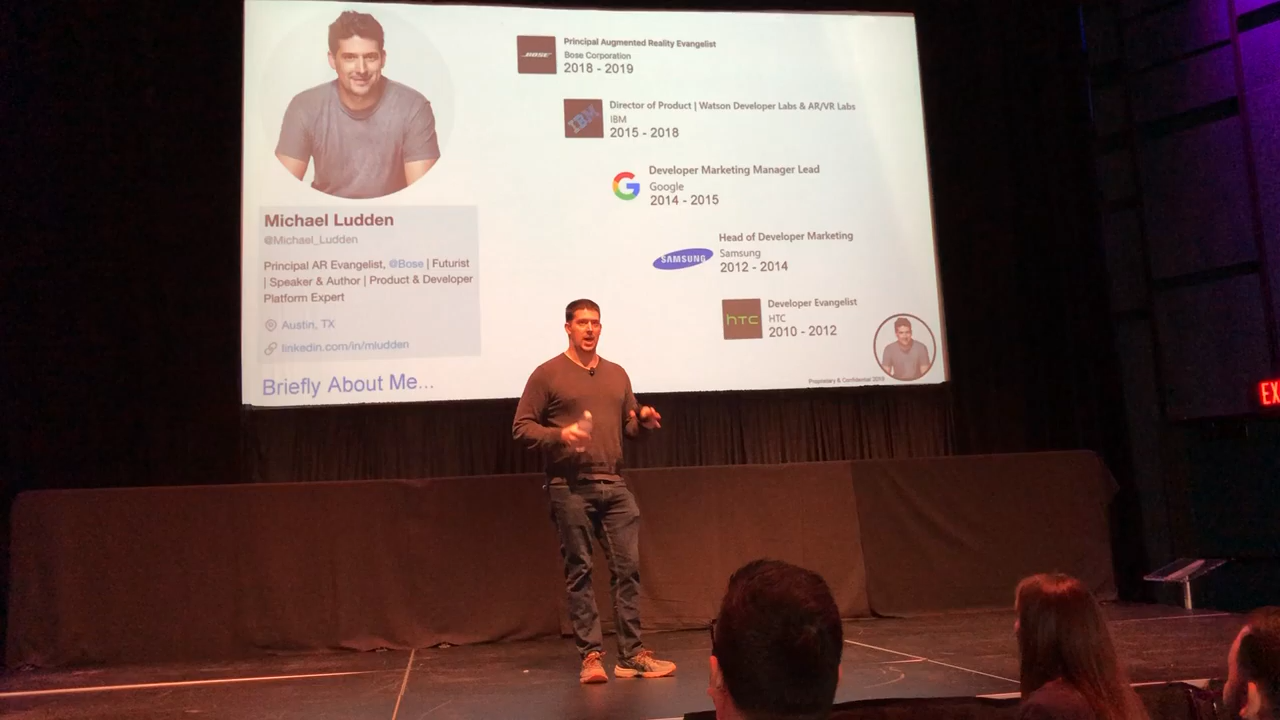 BOSE
Principal Augmented Reality Evangelist
Bose Corporation
2018 - 2019
IBM
Director of Product | Watson Developer Labs & AR/VR Labs
IBM
2015 - 2018
G
Developer Marketing Manager Lead
Google
2014 - 2015
SAMSUNG
Head of Developer Marketing
Samsung
2012 - 2014
hTC
Developer Evangelist
HTC
2010 - 2012
Michael Ludden
@Michael_Ludden
Principal AR Evangelist, @Bose | Futurist
| Speaker & Author | Product & Developer
Platform Expert
Austin, TX
linkedin.com/in/mludden
Briefly About Me...
Proprietary & Confidential 2019
EX